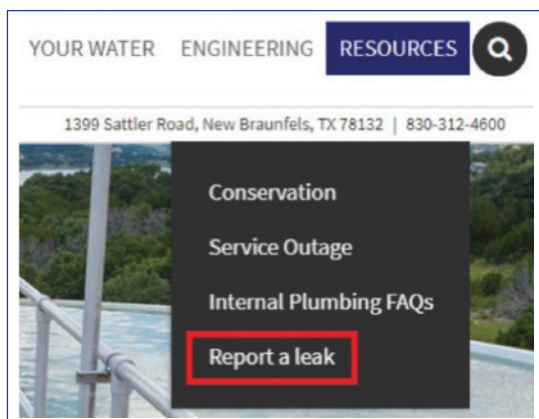 YOUR WATER ENGINEERING RESOURCES
1399 Sattler Road, New Braunfels, TX 78132 | 830-312-4600
Conservation
Service Outage
Internal Plumbing FAQs
Report a leak